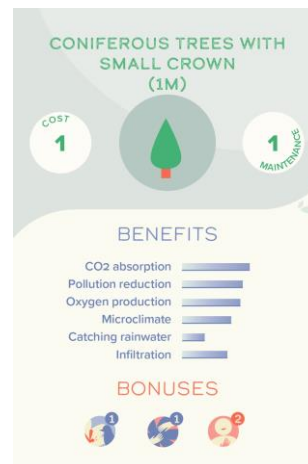 CONIFEROUS TREES WITH
SMALL CROWN
(1M)
COST
1
1
MAINTENANCE
BENEFITS
CO2 absorption
Pollution reduction
Oxygen production
Microclimate
Catching rainwater
Infiltration
BONUSES
1
1
2